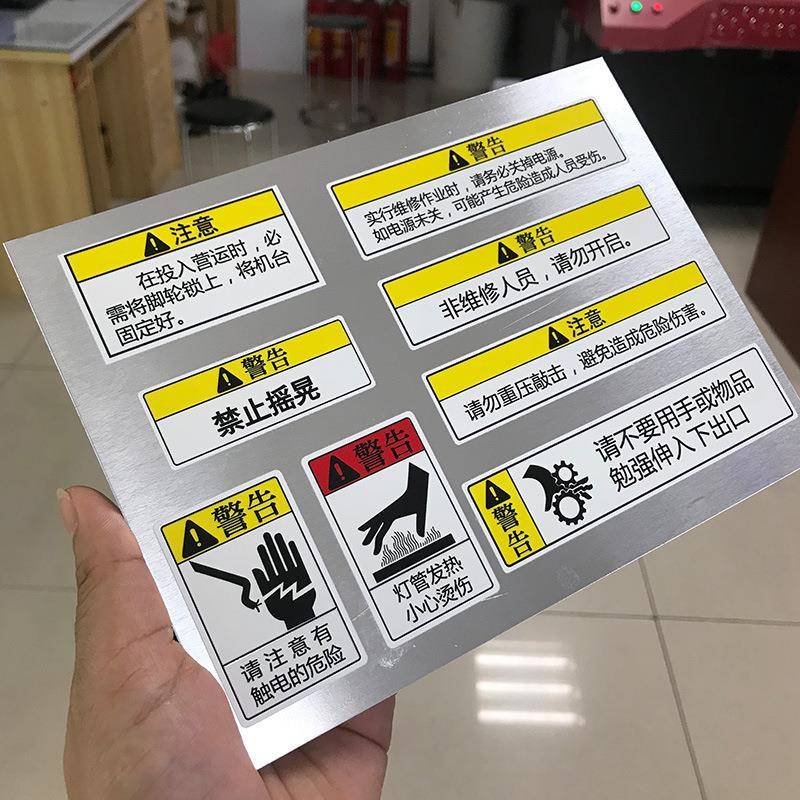 注意
在投入营运时，必
需将脚轮锁上，将机台
固定好。
警告
禁止摇晃
警告
请注意有
触电的危险
警告
灯管发热
小心烫伤
警告
实行维修作业时，请务必关掉电源。
如电源未关，可能产生危险造成人员受伤。
警告
非维修人员，请勿开启。
注意
请勿重压敲击，避免造成危险伤害。
警告
请不要用手或物品
勉强伸入下出口